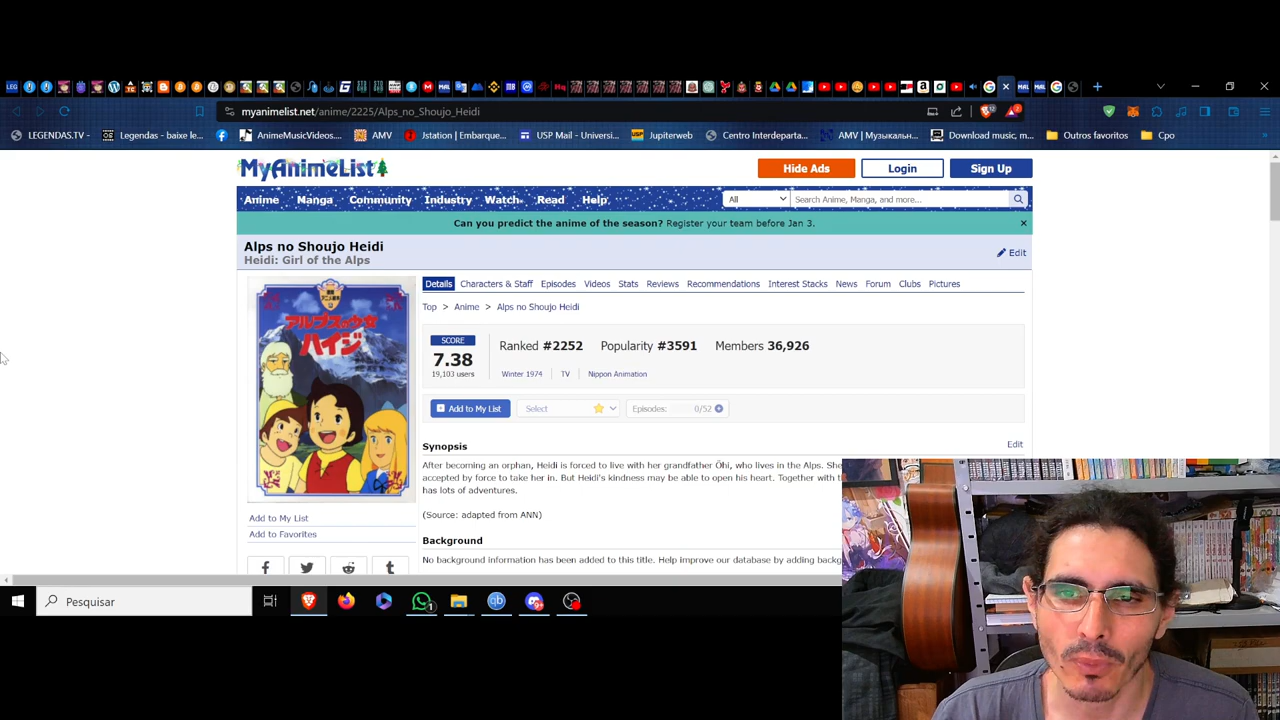 LEG
myanimelist.net/anime/2225/Alps_no_Shoujo_Heidi
LEGENDAS.TV -
Legendas - baixe le...
AnimeMusicVideos....
AMV
Jstation | Embarque...
USP Mail - Universi...
Jupiterweb
Centro Interdeparta...
AMV | Музыкальн...
Download music, m...
Outros favoritos
Cpo
MyAnimeList
Hide Ads
Login
Sign Up
Anime
Manga
Community
Industry
Watch
Read
Help
All
Search Anime, Manga, and more...
Can you predict the anime of the season? Register your team before Jan 3.
Alps no Shoujo Heidi
Heidi: Girl of the Alps
Edit
アルプスの少女
ハイジ
Details
Characters & Staff
Episodes
Videos
Stats
Reviews
Recommendations
Interest Stacks
News
Forum
Clubs
Pictures
Top > Anime > Alps no Shoujo Heidi
SCORE
7.38
19,103 users
Ranked #2252
Popularity #3591
Members 36,926
Winter 1974
TV
Nippon Animation
Add to My List
Select
Episodes:
0/52
Synopsis
Edit
After becoming an orphan, Heidi is forced to live with her grandfather Öhi, who lives in the Alps. She
accepted by force to take her in. But Heidi's kindness may be able to open his heart. Together with
has lots of adventures.
(Source: adapted from ANN)
Background
No background information has been added to this title. Help improve our database by adding backg
Add to My List
Add to Favorites
Pesquisar